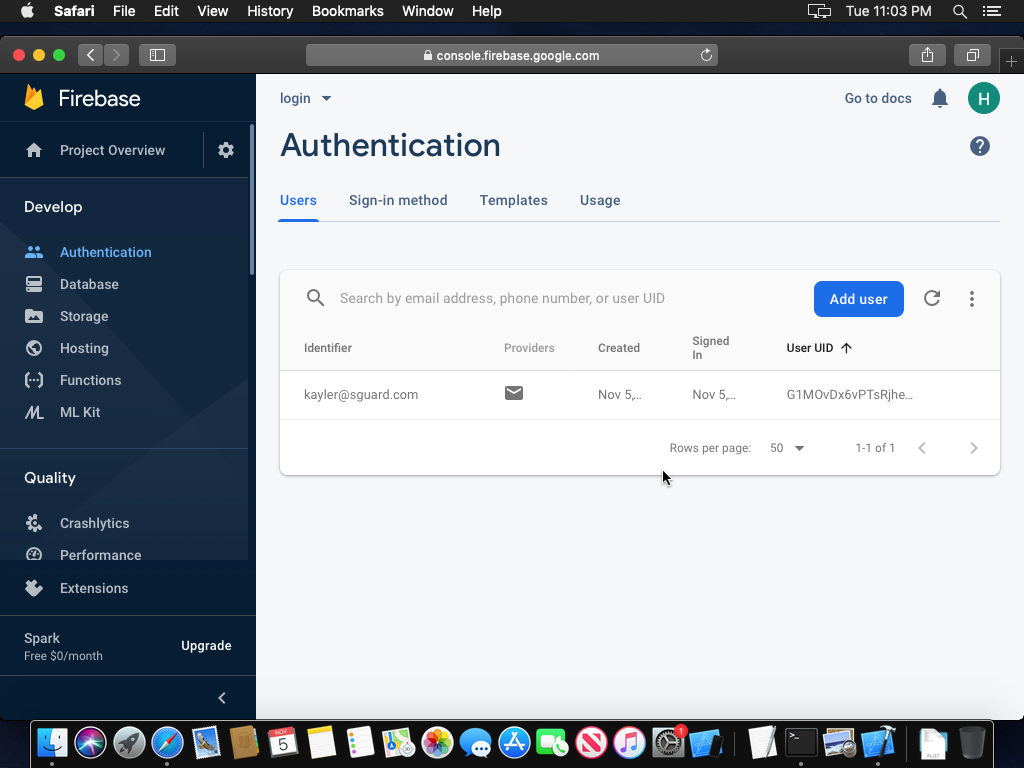 Safari File Edit View History Bookmarks Window Help Tue 11:03 PM
console.firebase.google.com
Firebase
login Go to docs H
Project Overview
Authentication
Users Sign-in method Templates Usage
Develop
Authentication
Database
Storage
Hosting
Functions
ML Kit
Quality
Crashlytics
Performance
Extensions
Spark
Free $0/month
Upgrade
Search by email address, phone number, or user UID Add user
Identifier Providers Created Signed In User UID
kayler@sguard.com Nov 5,... Nov 5,... G1MOvDx6vPTsRjhe...
Rows per page: 50 1-1 of 1
NOV
5
1